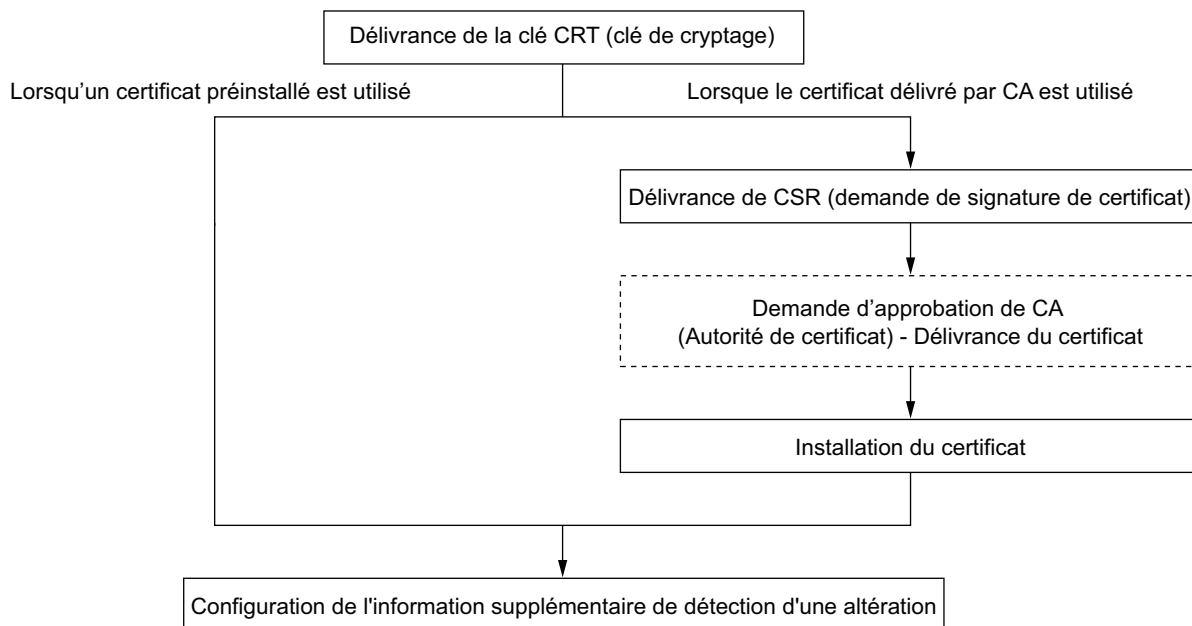 Délivrance de la clé CRT (clé de cryptage)
Lorsqu’un certificat préinstallé est utilisé
Lorsque le certificat délivré par CA est utilisé
Délivrance de CSR (demande de signature de certificat)
Demande d’approbation de CA
(Autorité de certificat) - Délivrance du certificat
Installation du certificat
Configuration de l'information supplémentaire de détection d'une altération